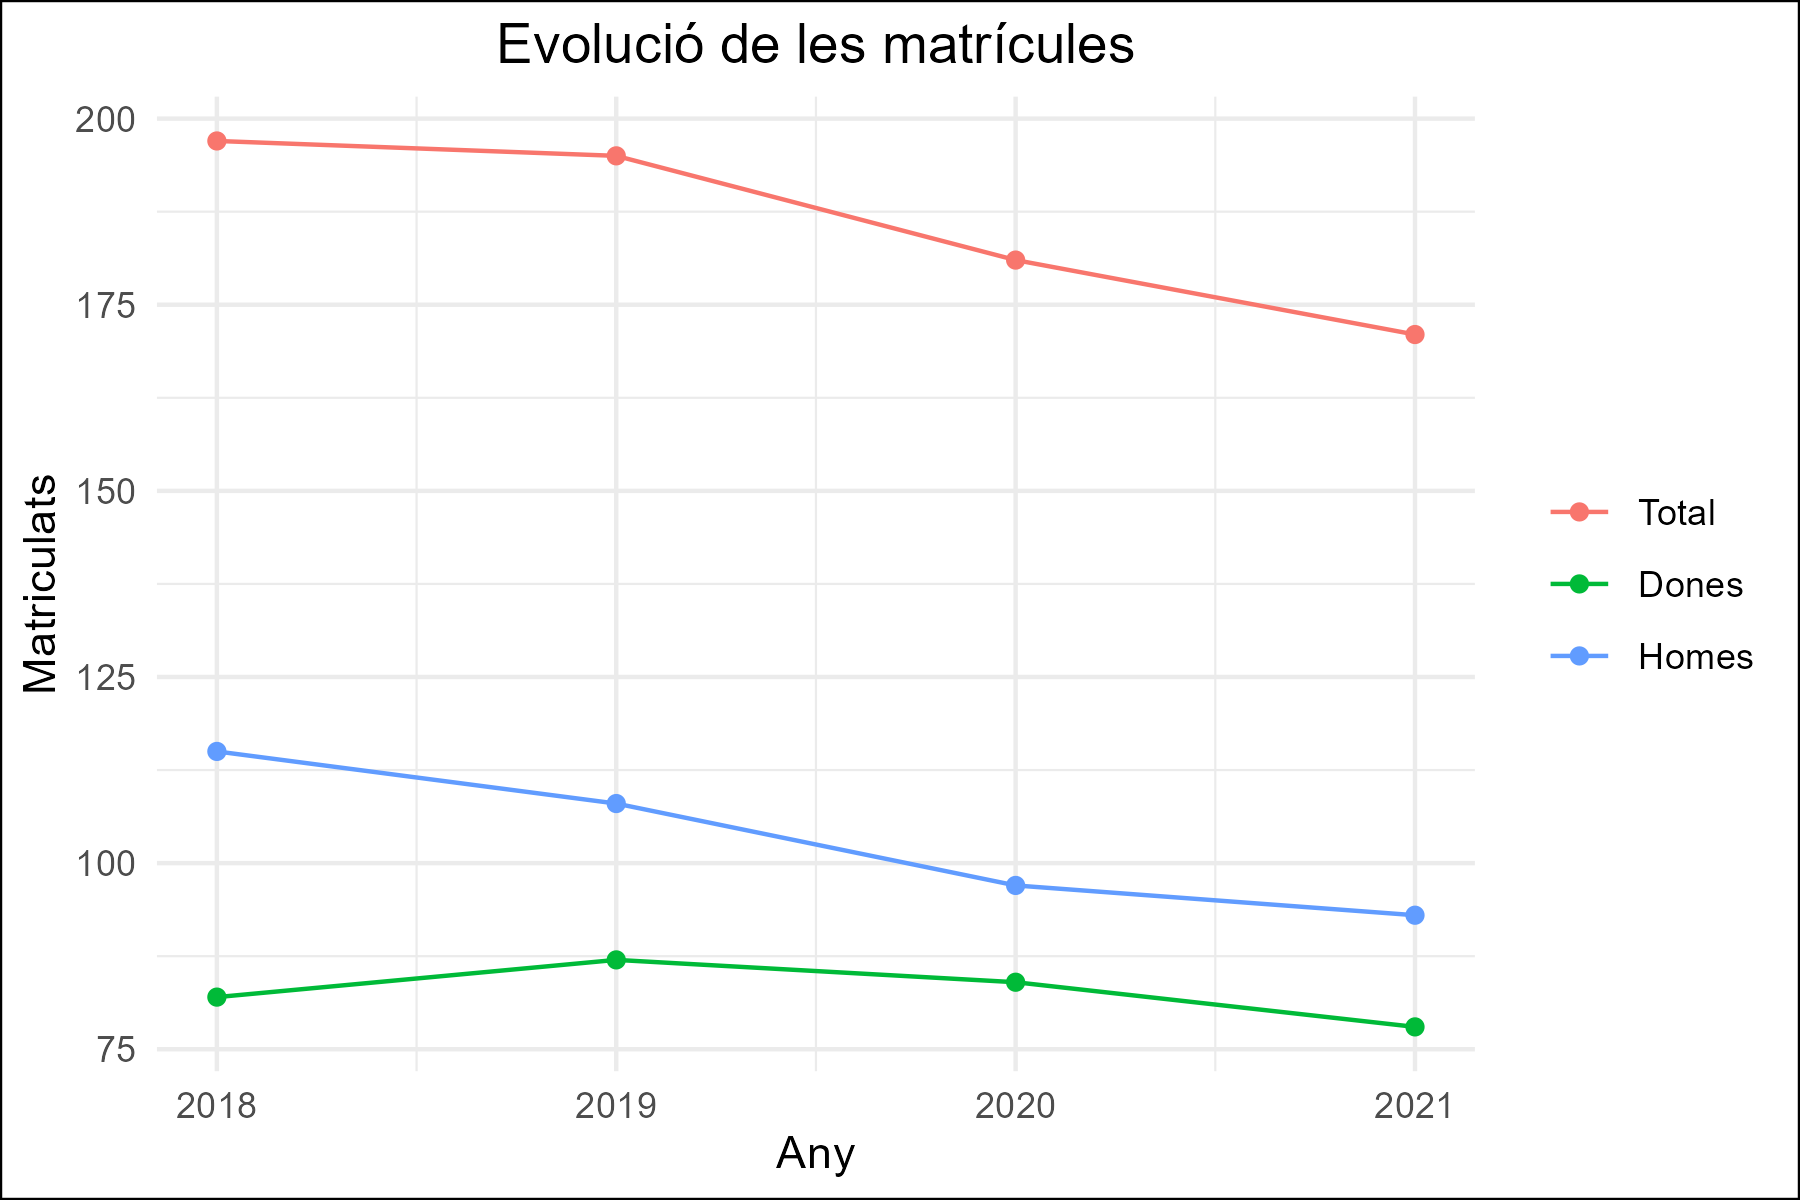 Evolució de les matrícules
Matriculats
200
175
150
125
100
75
2018
2019
2020
2021
Any
Total
Dones
Homes